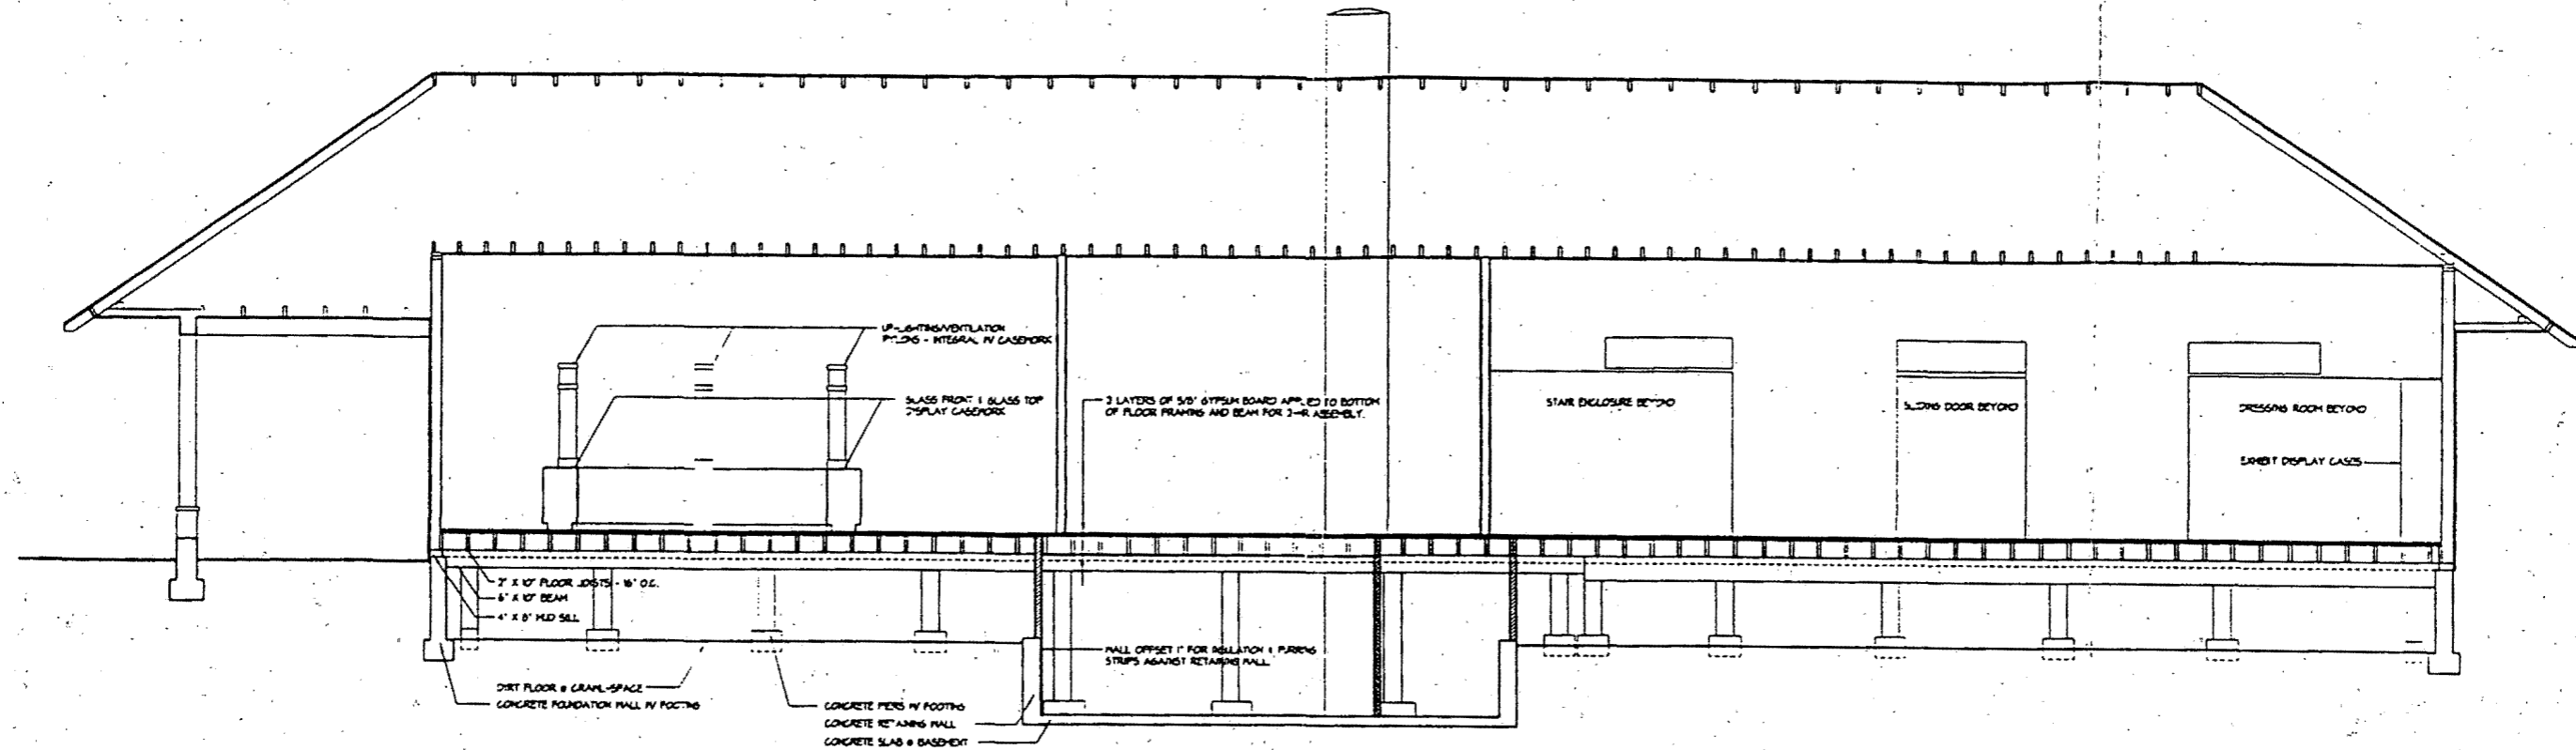 UP-LIGHTING/VENTILATION
PYLONS - INTEGRAL W/ CASEWORK
GLASS FRONT & GLASS TOP
DISPLAY CASEWORK
2 LAYERS OF 5/8" GYPSUM BOARD APPLIED TO BOTTOM
OF FLOOR FRAMING AND BEAM FOR 2-HR ASSEMBLY.
STAIR ENCLOSURE BEYOND
SLIDING DOOR BEYOND
DRESSING ROOM BEYOND
EXHIBIT DISPLAY CASES
2" X 10" FLOOR JOISTS - 16" O.C.
6" X 10" BEAM
4" X 8" MUD SILL
WALL OFFSET 1" FOR INSULATION & FURRING
STRIPS AGAINST RETAINING WALL
DIRT FLOOR @ CRAWL-SPACE
CONCRETE FOUNDATION WALL W/ FOOTING
CONCRETE PIERS W/ FOOTING
CONCRETE RETAINING WALL
CONCRETE SLAB @ BASEMENT